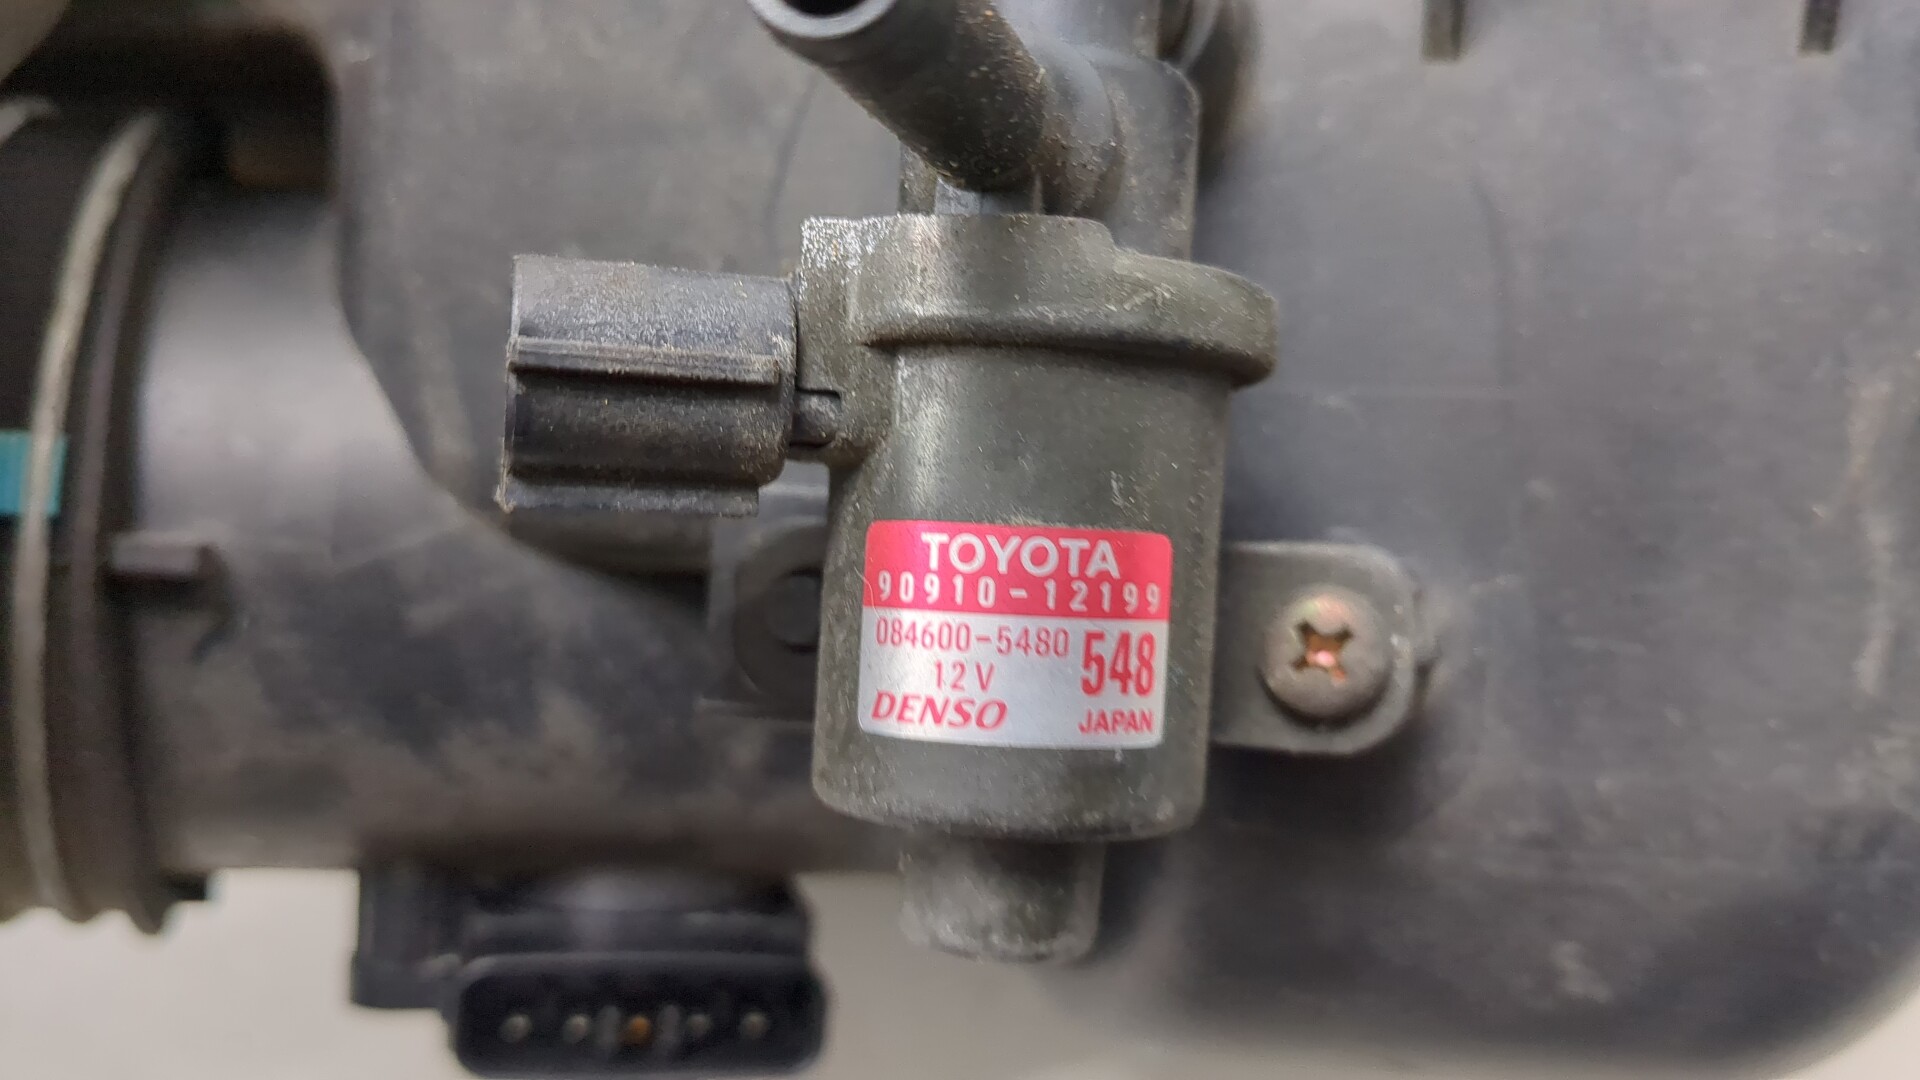 TOYOTA
90910-12199
084600-5480 548
12V
DENSO JAPAN